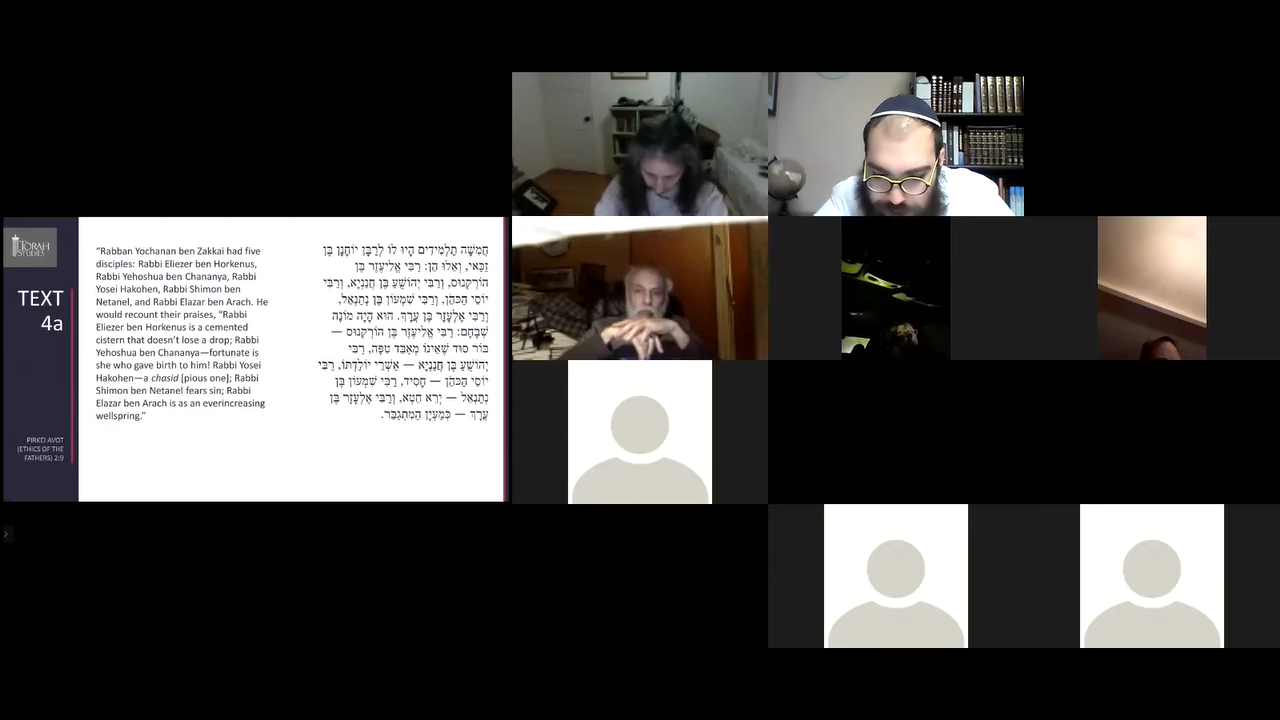 TORAH
STUDIES
TEXT
4a
PIRKEI AVOT
(ETHICS OF THE
FATHERS) 2:9
"Rabban Yochanan ben Zakkai had five
disciples: Rabbi Eliezer ben Horkenus,
Rabbi Yehoshua ben Chananya, Rabbi
Yosei Hakohen, Rabbi Shimon ben
Netanel, and Rabbi Elazar ben Arach. He
would recount their praises, "Rabbi
Eliezer ben Horkenus is a cemented
cistern that doesn't lose a drop; Rabbi
Yehoshua ben Chananya—fortunate is
she who gave birth to him! Rabbi Yosei
Hakohen—a chasid [pious one]; Rabbi
Shimon ben Netanel fears sin; Rabbi
Elazar ben Arach is as an everincreasing
wellspring."
חֲמִשָּׁה תַלְמִידִים הָיוּ לוֹ לְרַבָּן יוֹחָנָן בֶּן
זַכַּאי, וְאֵלּוּ הֵן: רַבִּי אֱלִיעֶזֶר בֶּן
הוֹרְקְנוֹס, וְרַבִּי יְהוֹשֻׁעַ בֶּן חֲנַנְיָא, וְרַבִּי
יוֹסֵי הַכֹּהֵן, וְרַבִּי שִׁמְעוֹן בֶּן נְתַנְאֵל,
וְרַבִּי אֶלְעָזָר בֶּן עֲרָךְ. הוּא הָיָה מוֹנֶה
שְׁבָחָם: רַבִּי אֱלִיעֶזֶר בֶּן הוֹרְקְנוֹס —
בּוֹר סוּד שֶׁאֵינוֹ מְאַבֵּד טִפָּה, רַבִּי
יְהוֹשֻׁעַ בֶּן חֲנַנְיָא — אַשְׁרֵי יוֹלַדְתּוֹ, רַבִּי
יוֹסֵי הַכֹּהֵן — חָסִיד, רַבִּי שִׁמְעוֹן בֶּן
נְתַנְאֵל — יְרֵא חֵטְא, וְרַבִּי אֶלְעָזָר בֶּן
עֲרָךְ — כְּמַעְיָן הַמִּתְגַּבֵּר.